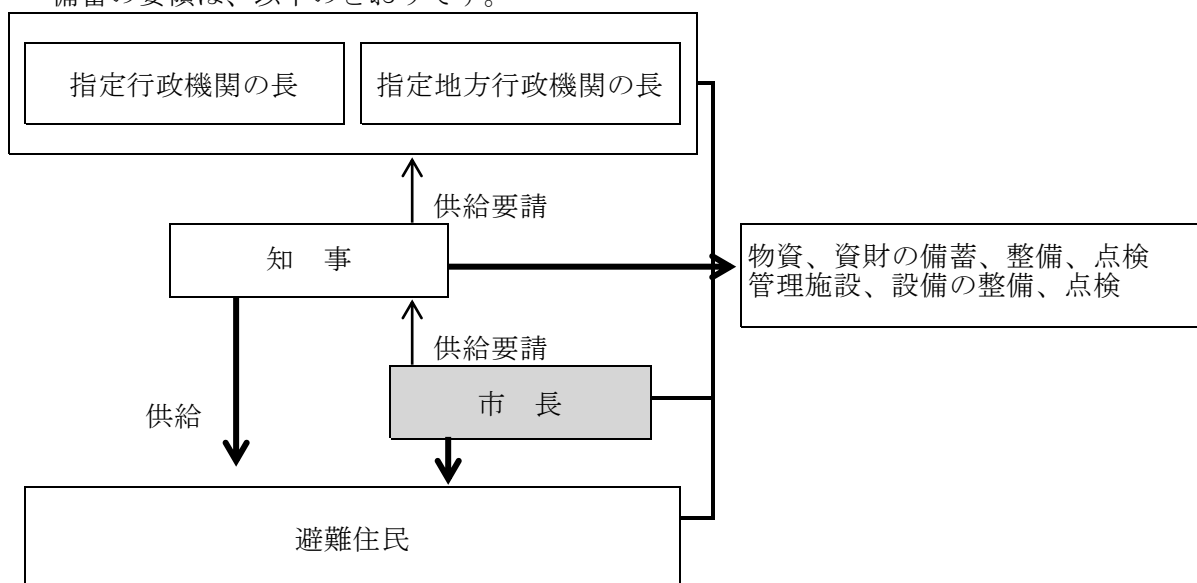 備蓄の要領は、以下のとおりです。
指定行政機関の長
指定地方行政機関の長
供給要請
知　事
物資、資財の備蓄、整備、点検
管理施設、設備の整備、点検
供給要請
市　長
供給
避難住民